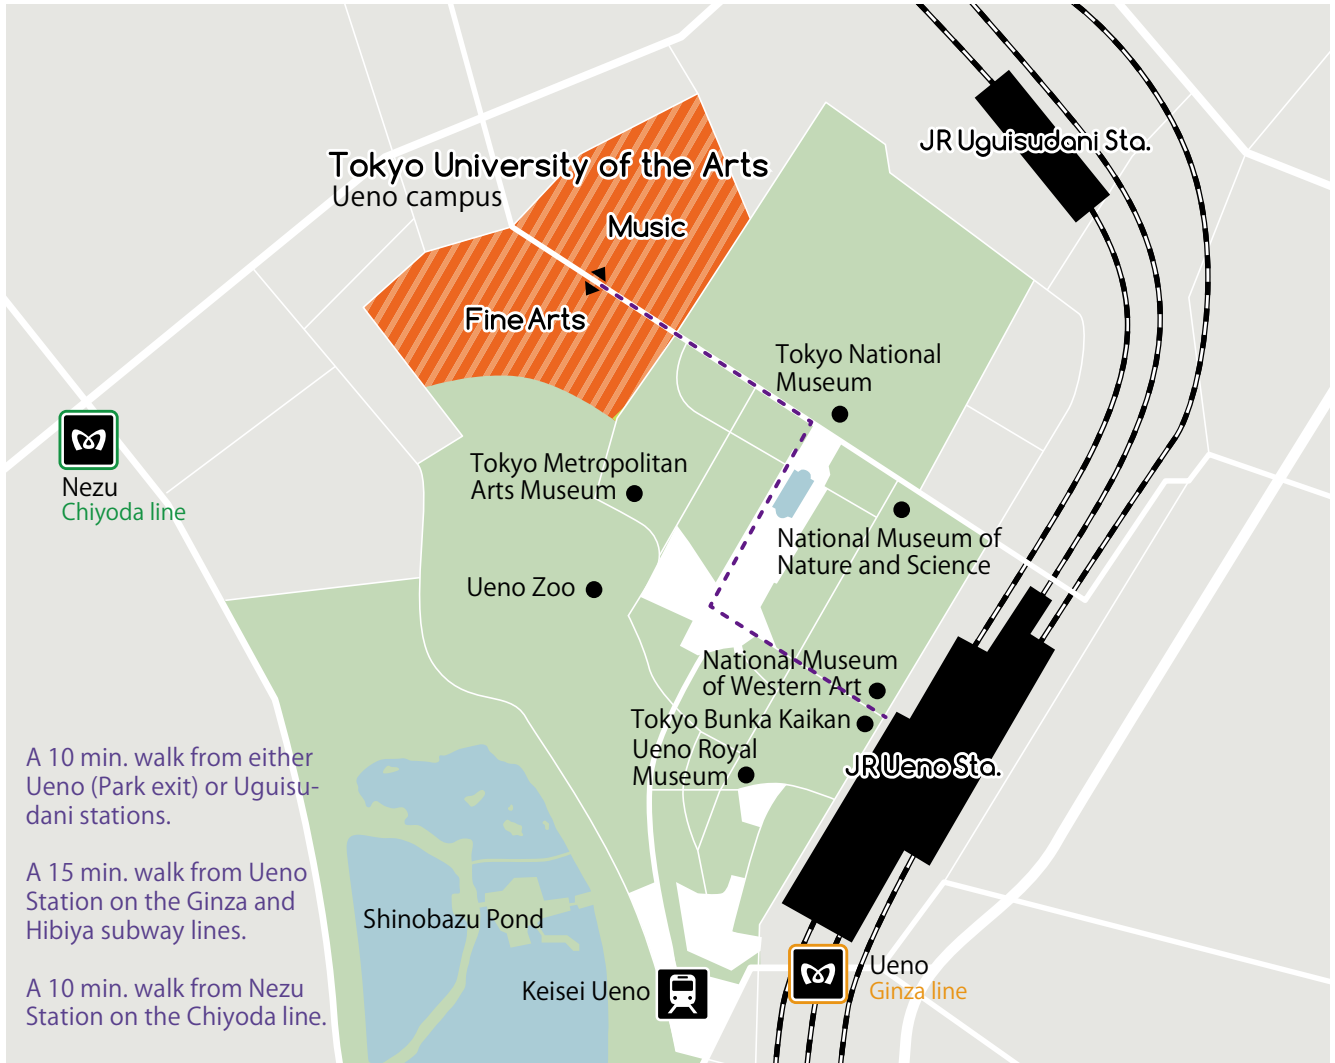 JR Uguisudani Sta.
Tokyo University of the Arts
Ueno campus
Music
Fine Arts
Tokyo National
Museum
Tokyo Metropolitan
Arts Museum
Nezu
Chiyoda line
National Museum of
Nature and Science
Ueno Zoo
National Museum
of Western Art
Tokyo Bunka Kaikan
Ueno Royal
Museum
JR Ueno Sta.
A 10 min. walk from either
Ueno (Park exit) or Uguisu-
dani stations.
A 15 min. walk from Ueno
Station on the Ginza and
Hibiya subway lines.
A 10 min. walk from Nezu
Station on the Chiyoda line.
Shinobazu Pond
Keisei Ueno
Ueno
Ginza line